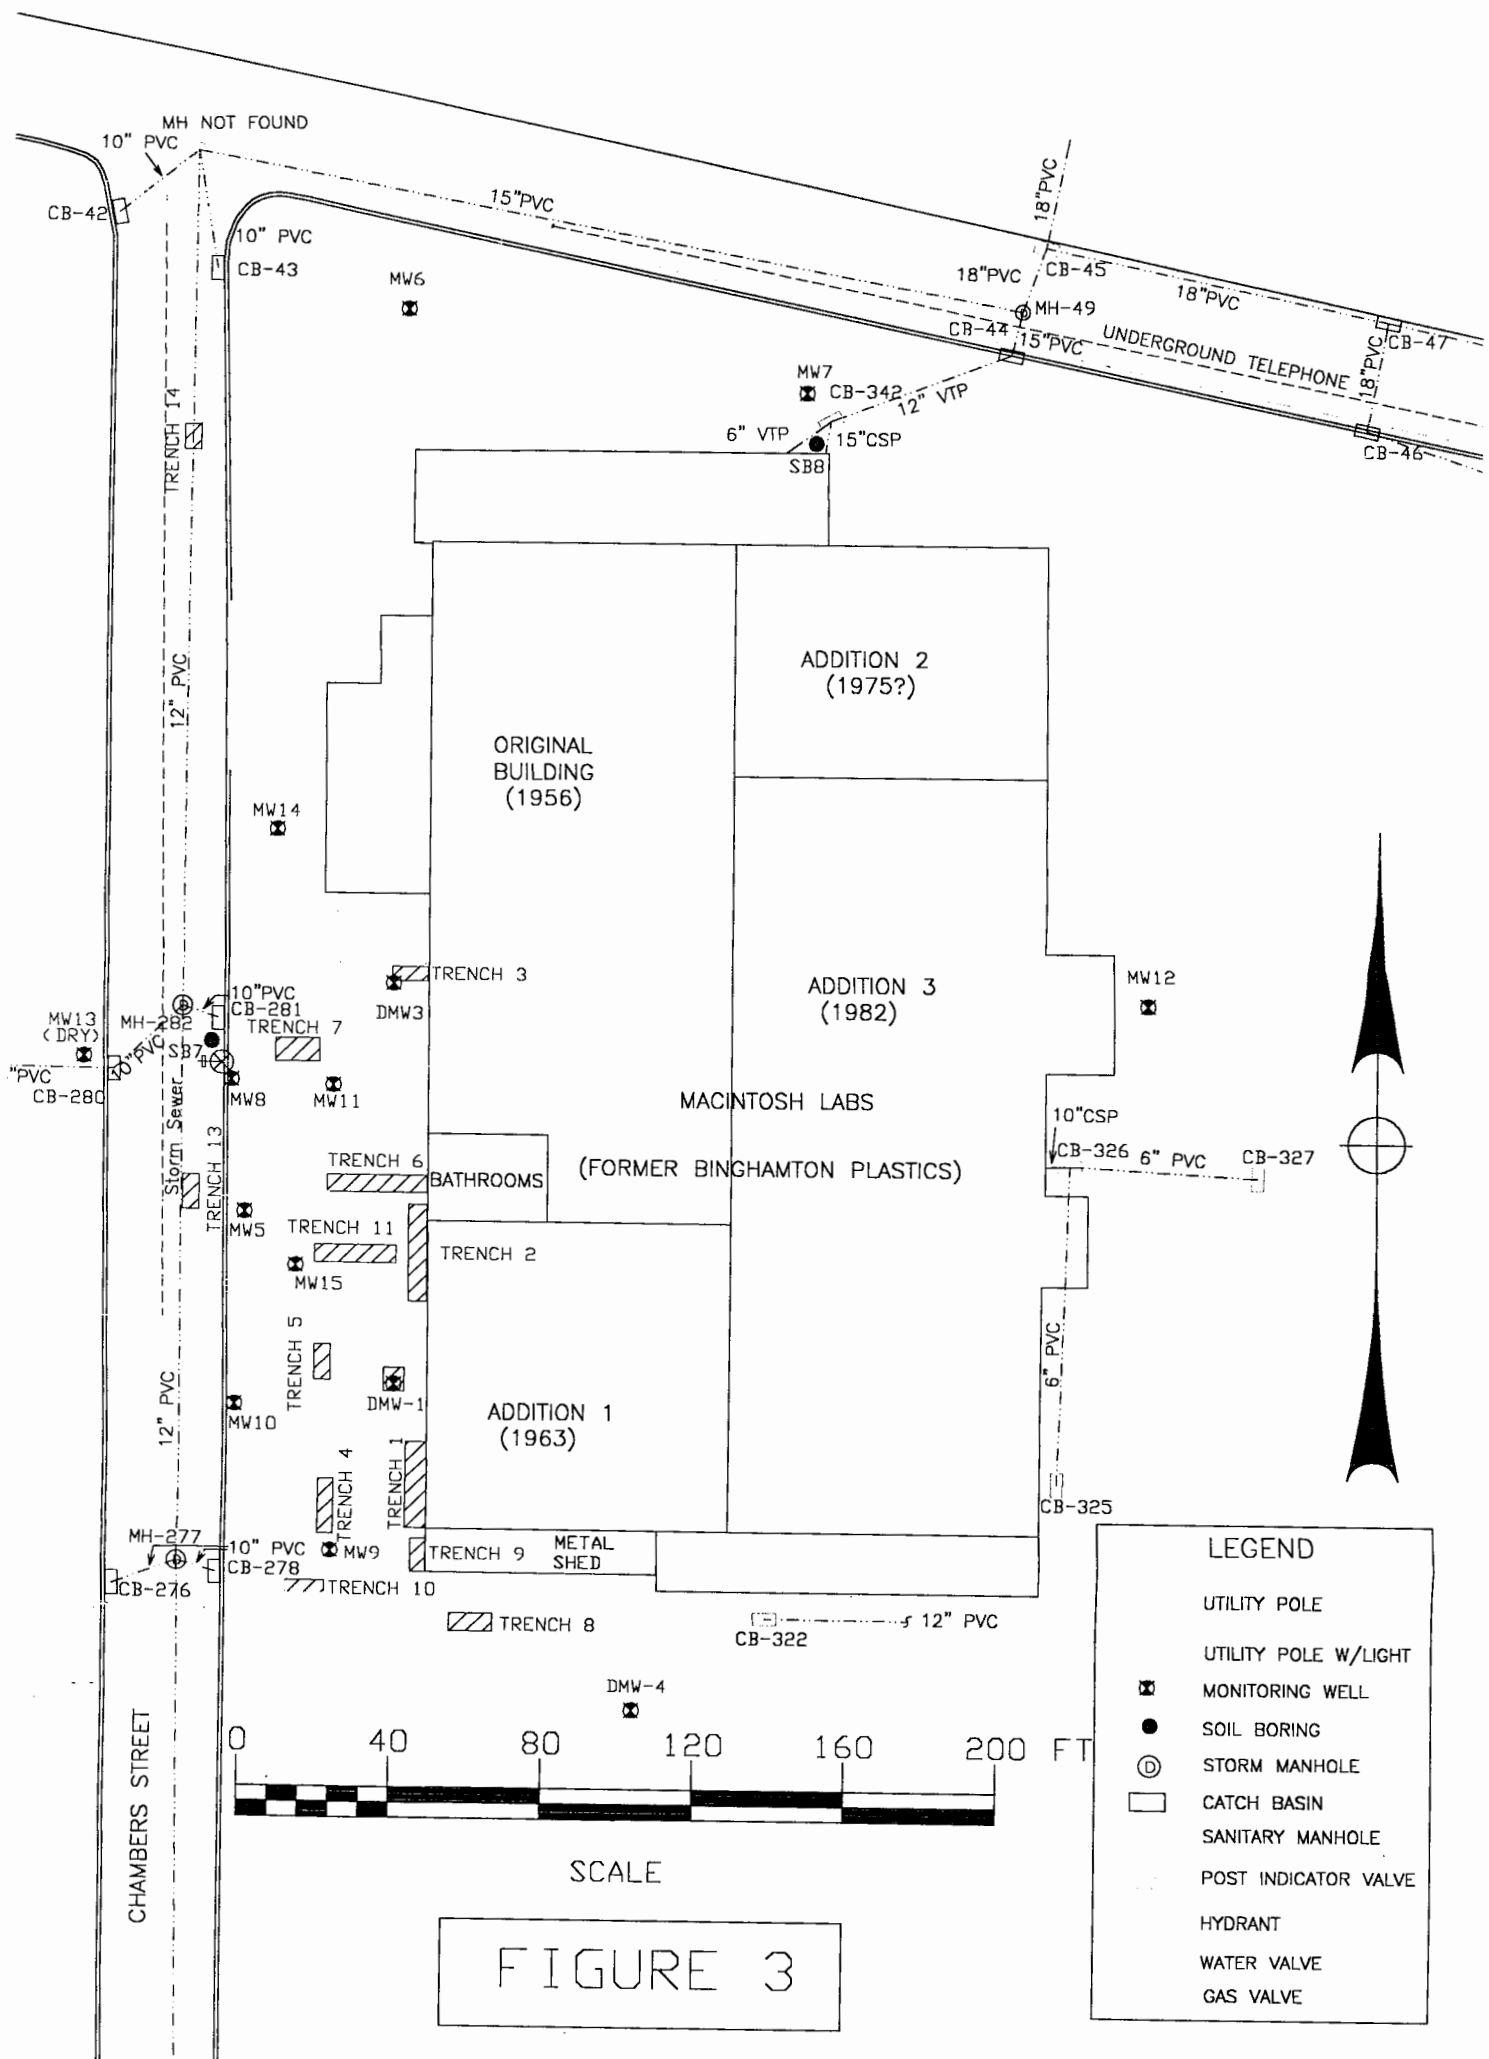 MH NOT FOUND
10" PVC
CB-42
10" PVC
CB-43
15"PVC
18"PVC
18"PVC
CB-45
18"PVC
MH-49
CB-44
15"PVC
UNDERGROUND TELEPHONE
CB-47
18"PVC
CB-46
MW6
MW7
CB-342
12" VTP
6" VTP
15"CSP
SB8
TRENCH 14
12" PVC
ADDITION 2
(1975?)
ORIGINAL
BUILDING
(1956)
MW14
TRENCH 3
DMW3
ADDITION 3
(1982)
MW12
10"PVC
CB-281
MW13
(DRY)
MH-282
TRENCH 7
SB7
10"PVC
"PVC
CB-280
MW8
MW11
MACINTOSH LABS
(FORMER BINGHAMTON PLASTICS)
10"CSP
CB-326
6" PVC
CB-327
Storm Sewer
TRENCH 13
TRENCH 6
BATHROOMS
MW5
TRENCH 11
TRENCH 2
MW15
TRENCH 5
6" PVC
12" PVC
MW10
DMW-1
ADDITION 1
(1963)
TRENCH 4
TRENCH 1
CB-325
MH-277
10" PVC
MW9
TRENCH 9
METAL
SHED
CB-276
CB-278
TRENCH 10
TRENCH 8
CB-322
12" PVC
DMW-4
CHAMBERS STREET
0 40 80 120 160 200 FT
SCALE
FIGURE 3
LEGEND
UTILITY POLE
UTILITY POLE W/LIGHT
MONITORING WELL
SOIL BORING
D STORM MANHOLE
CATCH BASIN
SANITARY MANHOLE
POST INDICATOR VALVE
HYDRANT
WATER VALVE
GAS VALVE